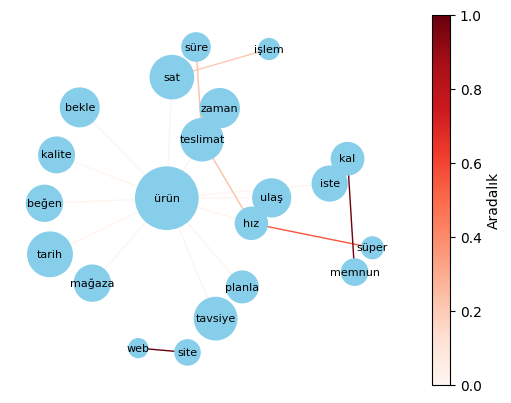 süre
işlem
sat
bekle
zaman
teslimat
kalite
kal
iste
ürün
ulaş
beğen
hız
süper
tarih
memnun
mağaza
planla
tavsiye
web
site
1.0
0.8
0.6
0.4
0.2
0.0
Aradalık